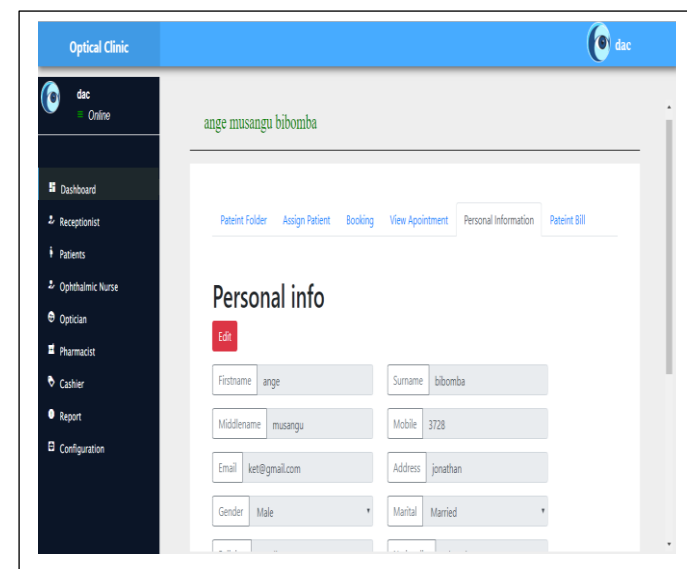 Optical Clinic
dac
dac
Online
ange musangu bibomba
Dashboard
Receptionist
Patients
Ophthalmic Nurse
Optician
Pharmacist
Cashier
Report
Configuration
Pateint Folder Assign Patient Booking View Apointment Personal Information Pateint Bill
Personal info
Edit
Firstname ange Surname bibomba
Middlename musangu Mobile 3728
Email ket@gmail.com Address jonathan
Gender Male Marital Married